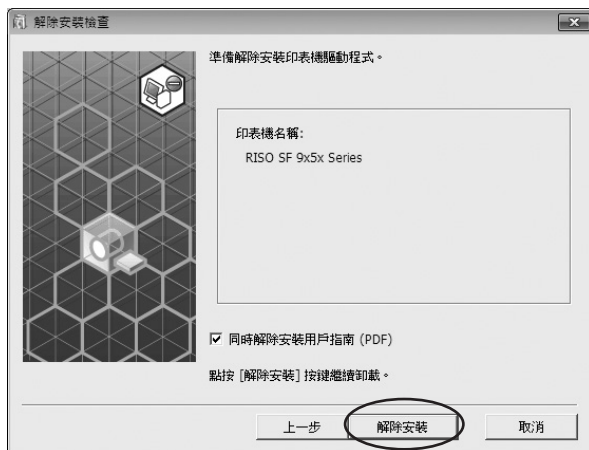 解除安裝檢查
準備解除安裝印表機驅動程式。
印表機名稱:
RISO SF 9x5x Series
同時解除安裝用戶指南 (PDF)
點按 [解除安裝] 按鍵繼續卸載。
上一步 解除安裝 取消